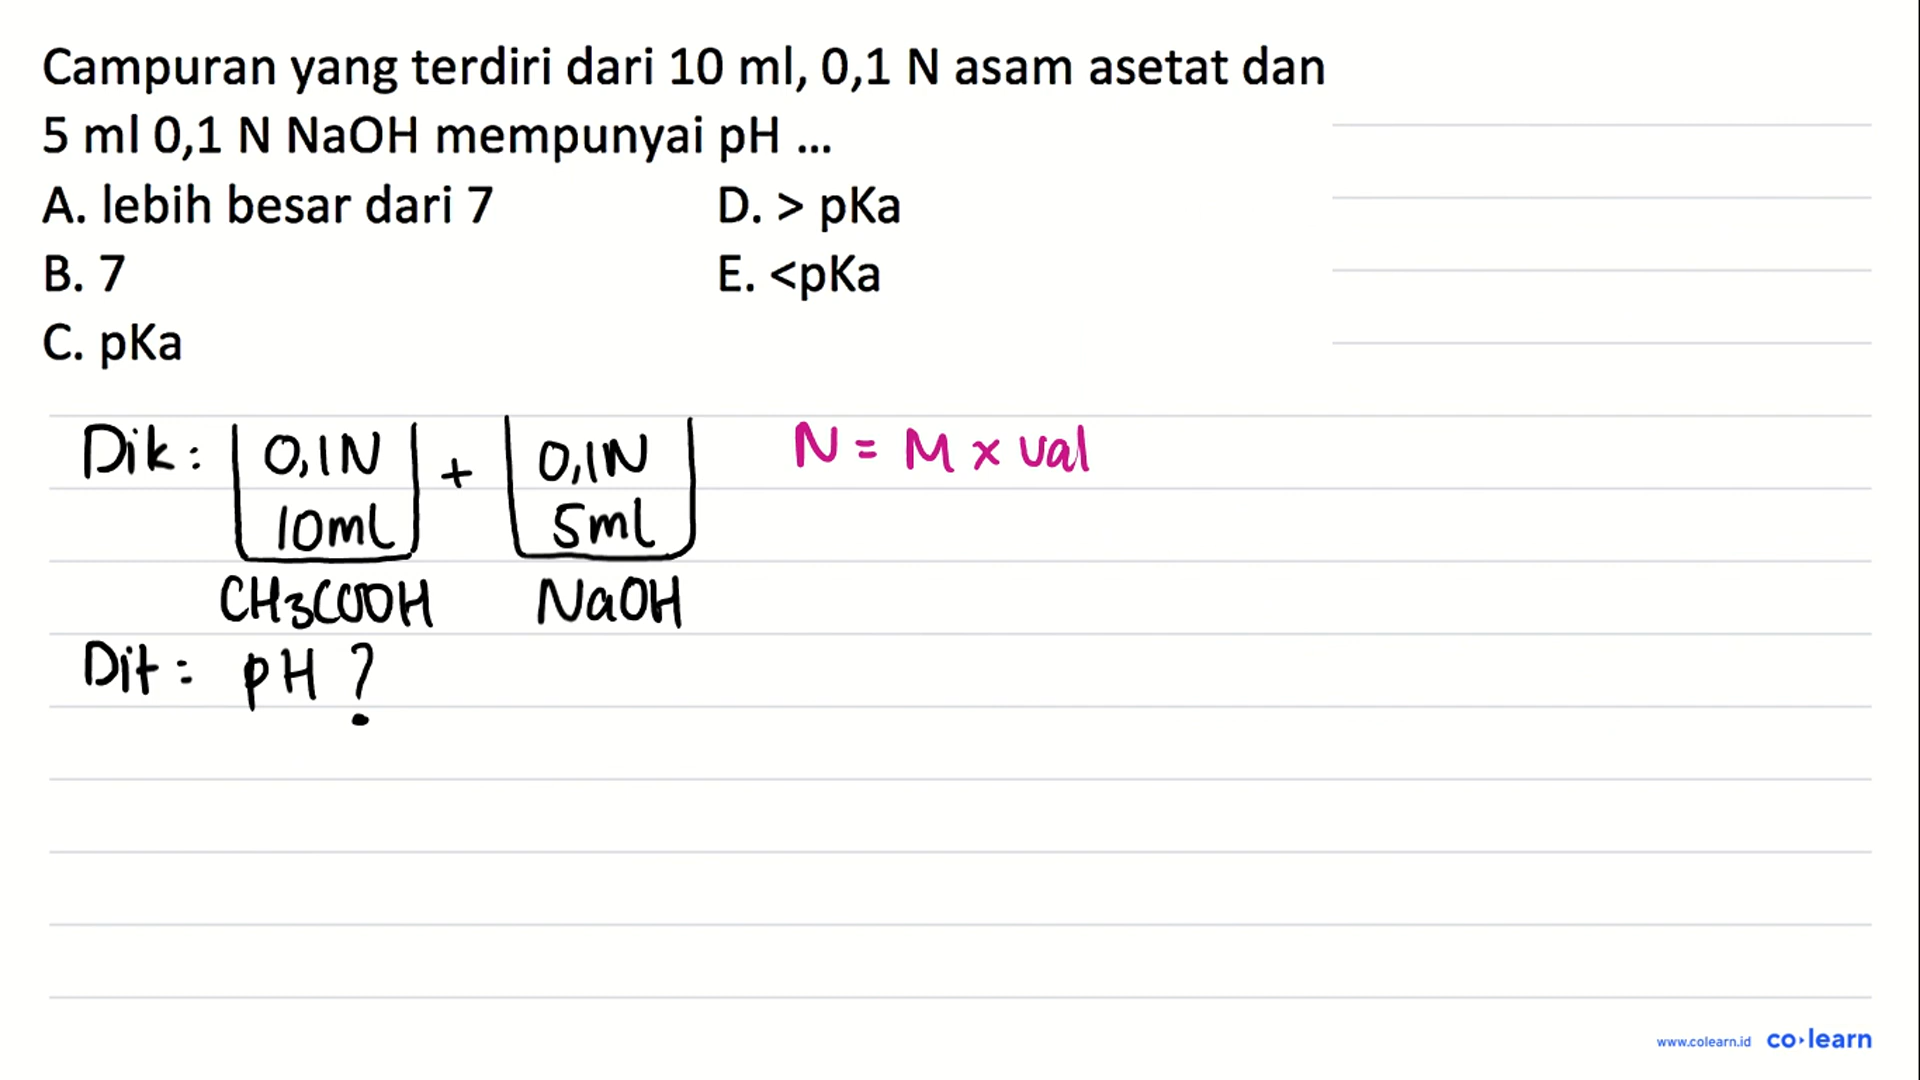 Campuran yang terdiri dari 10 ml, 0,1 N asam asetat dan
5 ml 0,1 N NaOH mempunyai pH ...
A. lebih besar dari 7
D. > pKa
B. 7
E. <pKa
C. pKa
Dik: 0,1N + 0,1N N = M x val
10ml 5ml
CH3COOH NaOH
Dit: pH ?
www.colearn.id co learn